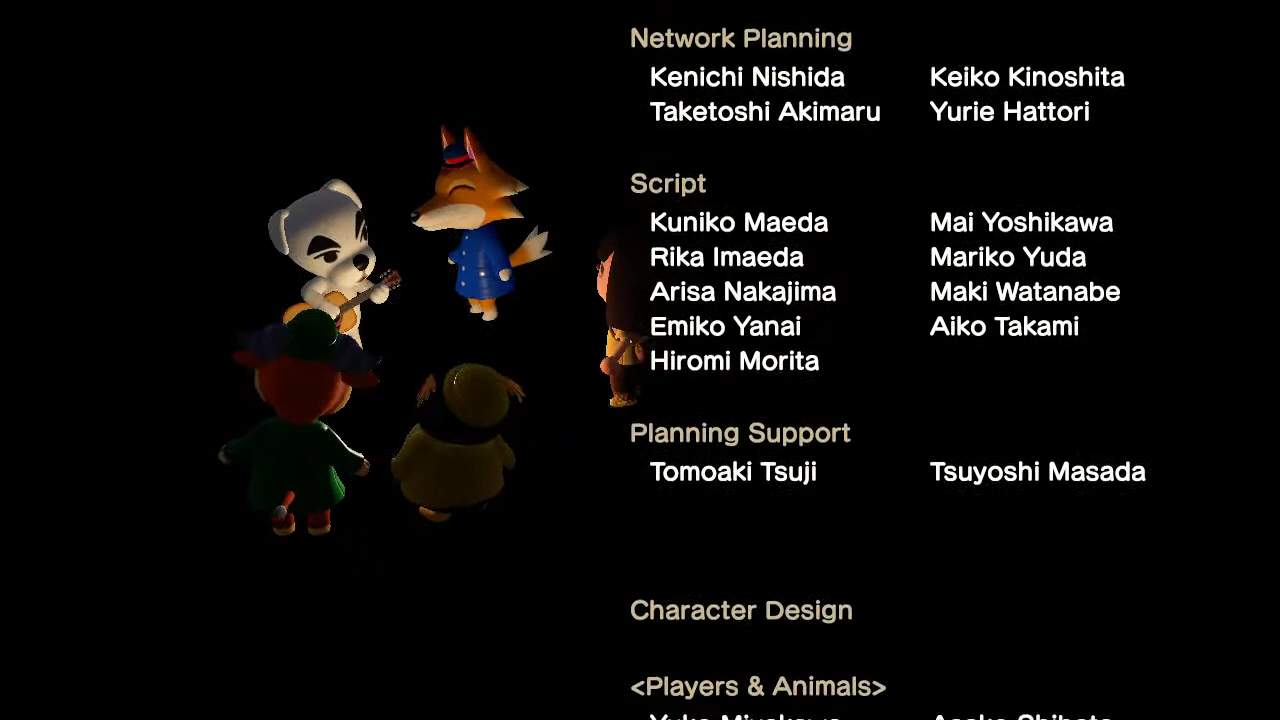 Network Planning
Kenichi Nishida Keiko Kinoshita
Taketoshi Akimaru Yurie Hattori
Script
Kuniko Maeda Mai Yoshikawa
Rika Imaeda Mariko Yuda
Arisa Nakajima Maki Watanabe
Emiko Yanai Aiko Takami
Hiromi Morita
Planning Support
Tomoaki Tsuji Tsuyoshi Masada
Character Design
<Players & Animals>